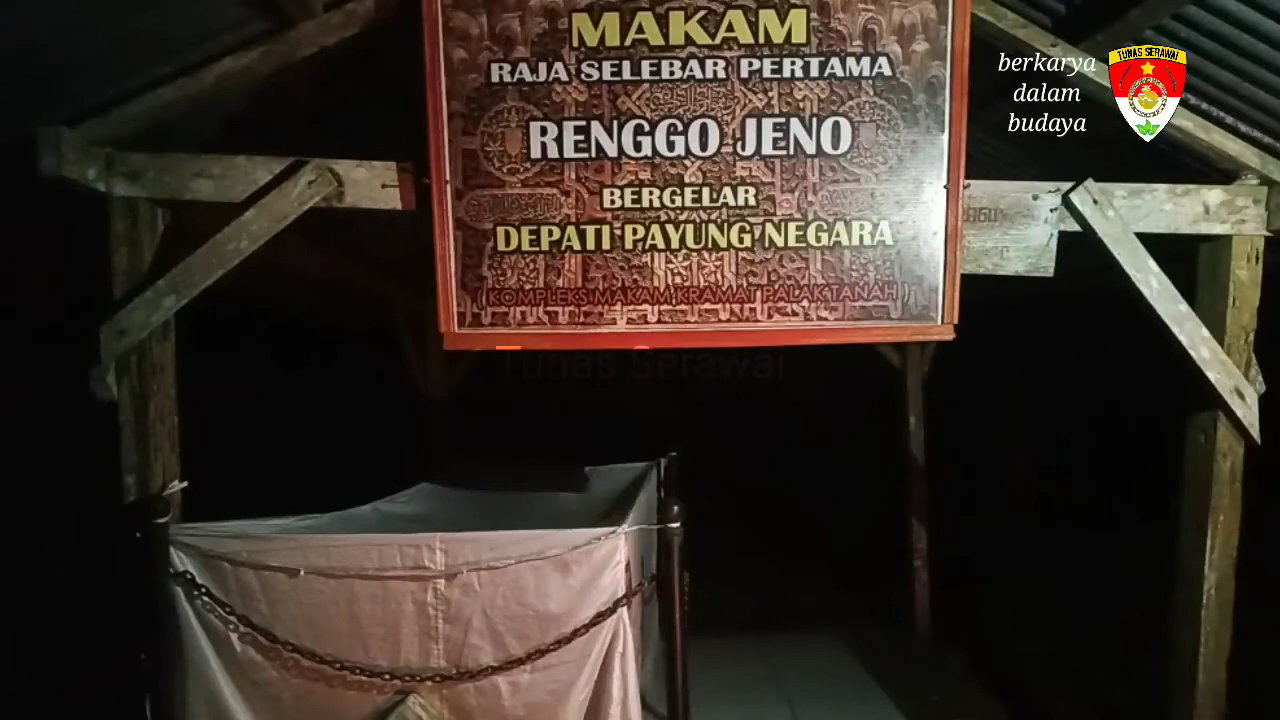 MAKAM
RAJA SELEBAR PERTAMA
RENGGO JENO
BERGELAR
DEPATI PAYUNG NEGARA
( KOMPLEKS MAKAM KRAMAT PALAK TANAH )
berkarya
dalam
budaya
TUNAS SERAWAI
Tunas Serawai